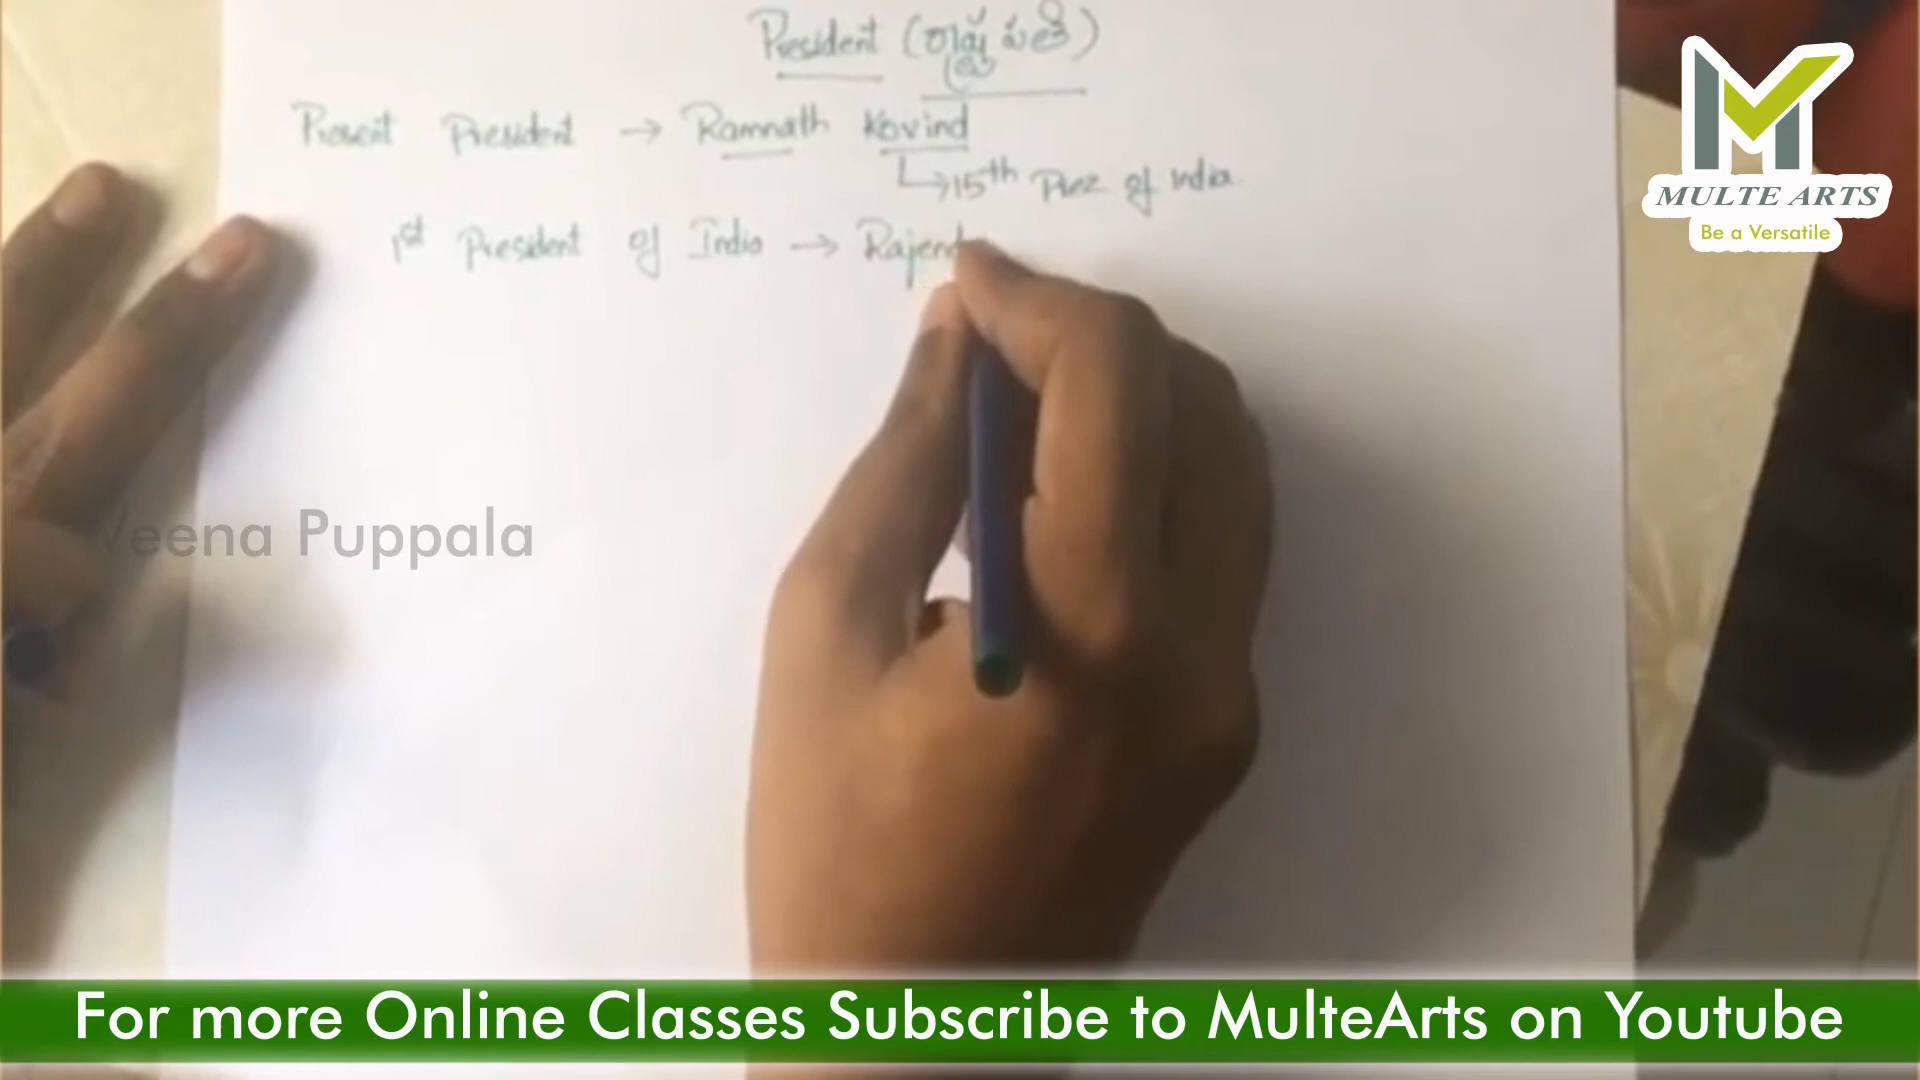 President (రాష్ట్రపతి)
Present President → Ramnath Kovind
↳ 15th Prez of India
1st President of India → Rajend
MULTE ARTS
Be a Versatile
Veena Puppala
For more Online Classes Subscribe to MulteArts on Youtube